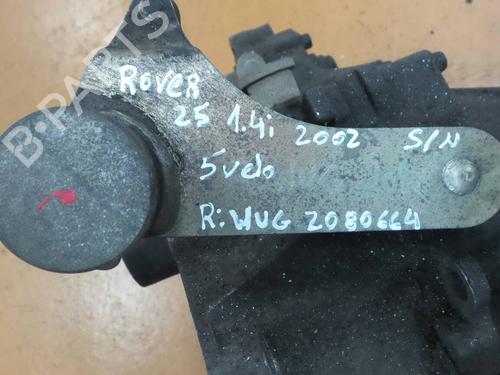 B-PARTS
ROVER
25 1.4i 2002 S/N
5velo
R: WUG 2080664